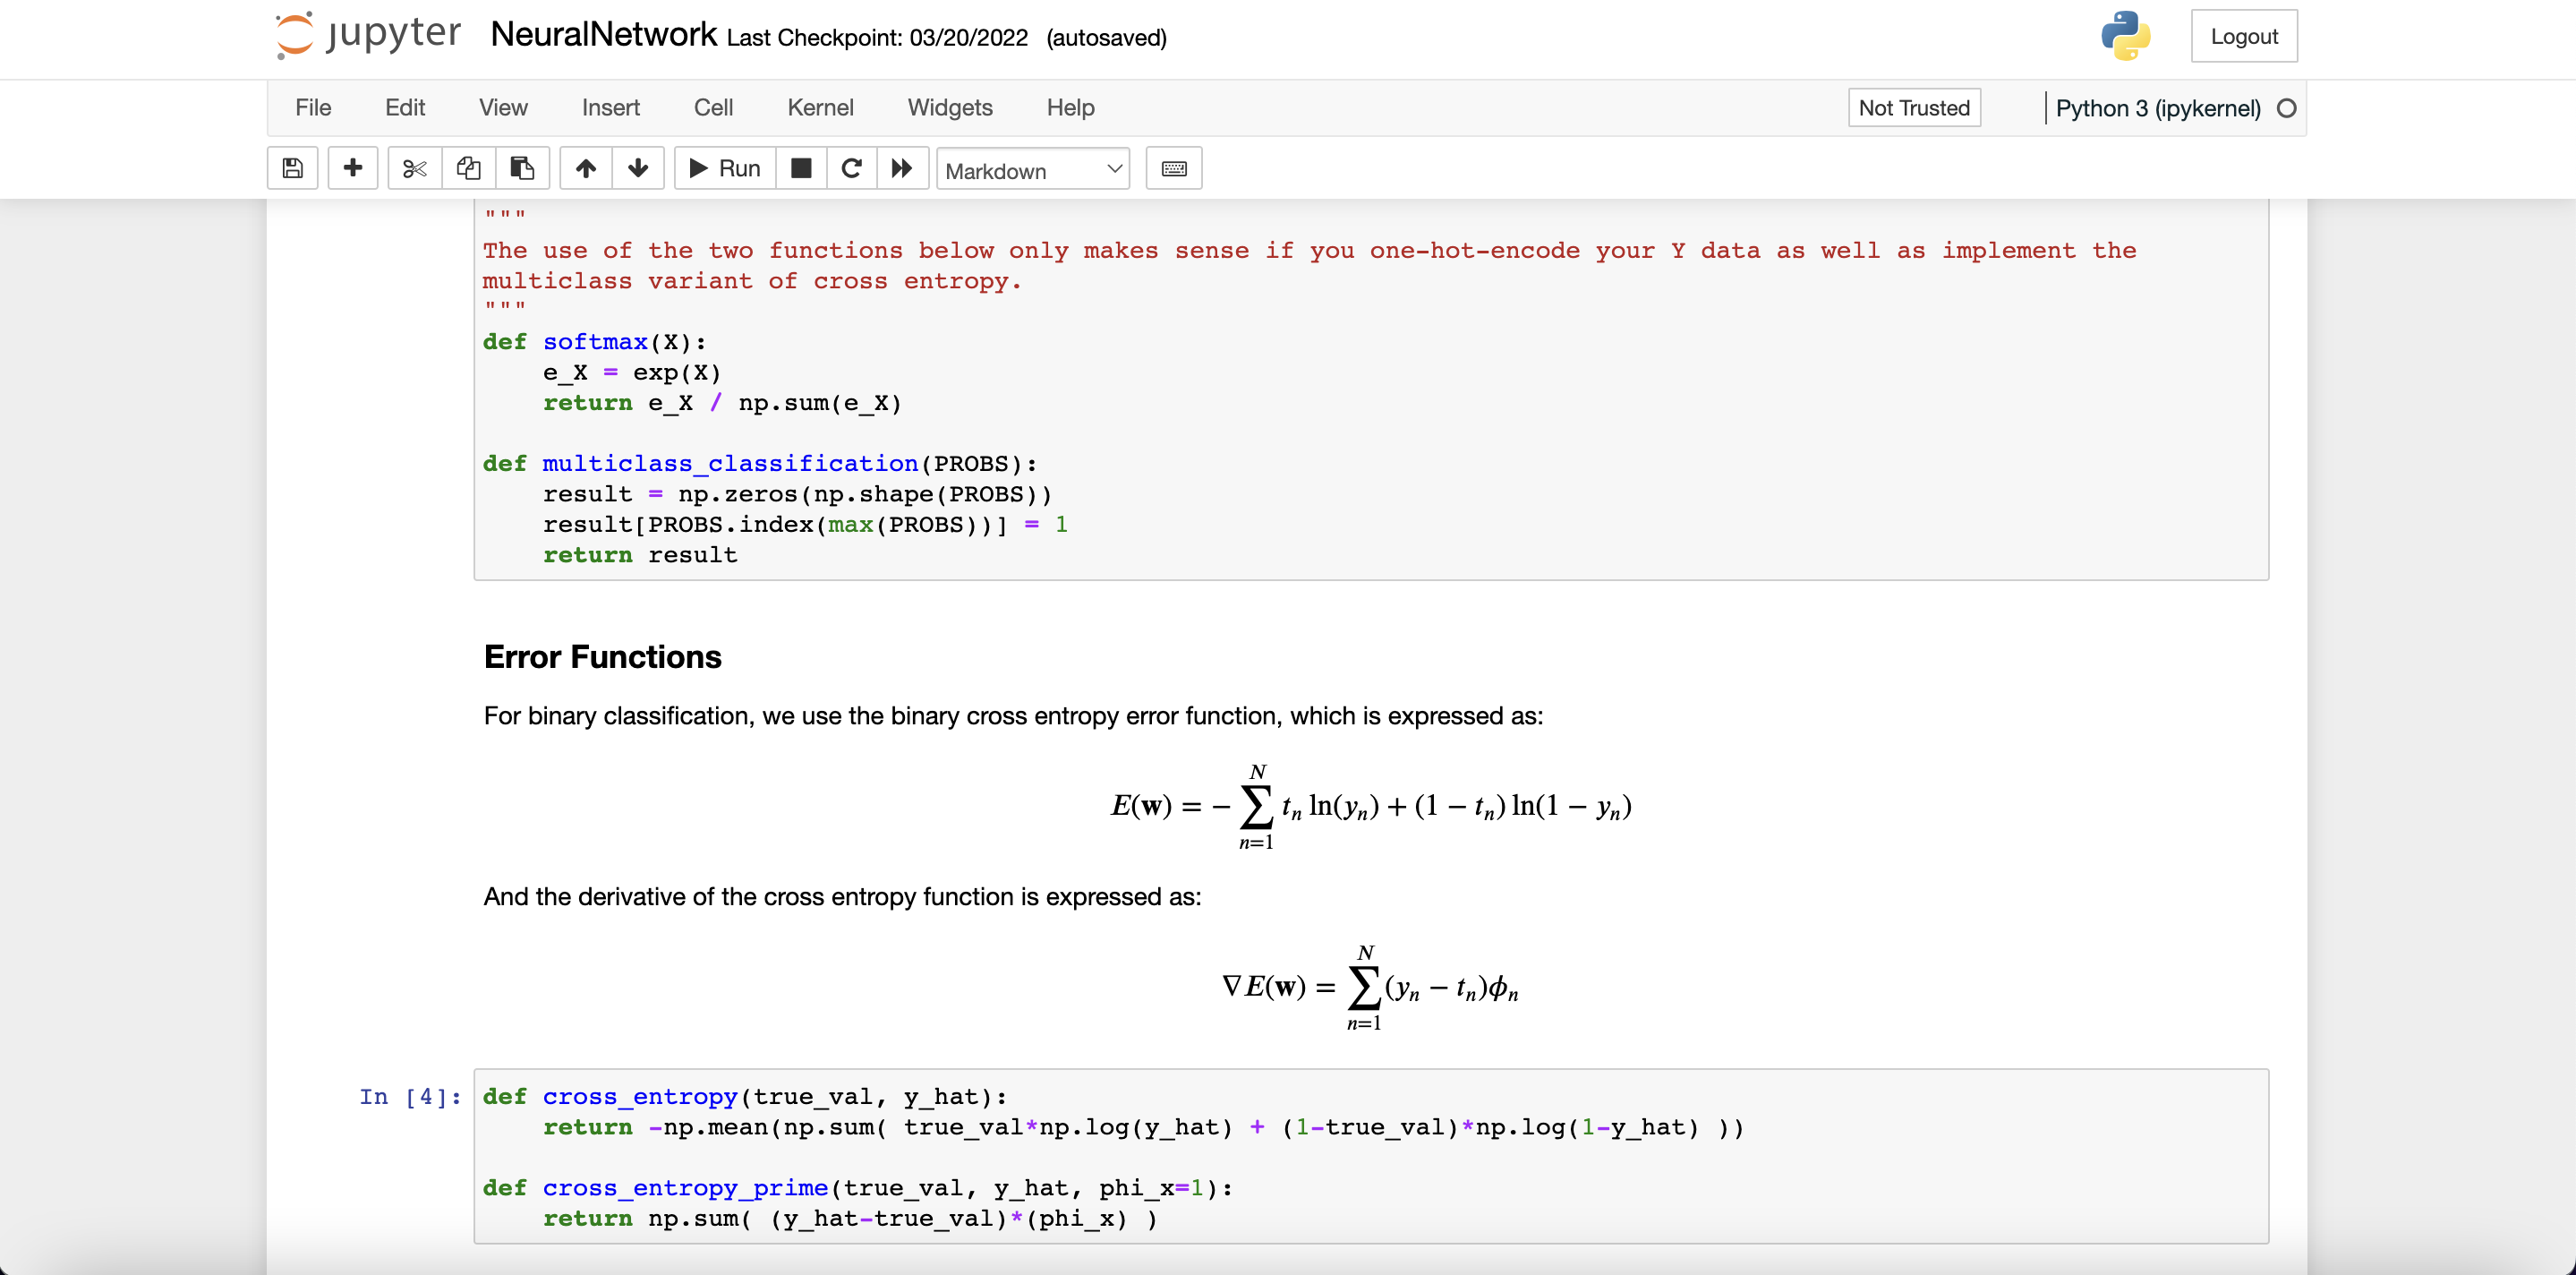 jupyter NeuralNetwork Last Checkpoint: 03/20/2022 (autosaved) Logout
File Edit View Insert Cell Kernel Widgets Help Not Trusted Python 3 (ipykernel)
Run Markdown
"""
The use of the two functions below only makes sense if you one-hot-encode your Y data as well as implement the
multiclass variant of cross entropy.
"""
def softmax(X):
    e_X = exp(X)
    return e_X / np.sum(e_X)
def multiclass_classification(PROBS):
    result = np.zeros(np.shape(PROBS))
    result[PROBS.index(max(PROBS))] = 1
    return result
Error Functions
For binary classification, we use the binary cross entropy error function, which is expressed as:
E(w) = − ∑_{n=1}^{N} t_n ln(y_n) + (1 − t_n) ln(1 − y_n)
And the derivative of the cross entropy function is expressed as:
∇E(w) = ∑_{n=1}^{N} (y_n − t_n)ϕ_n
In [4]: def cross_entropy(true_val, y_hat):
    return -np.mean(np.sum( true_val*np.log(y_hat) + (1-true_val)*np.log(1-y_hat) ))
def cross_entropy_prime(true_val, y_hat, phi_x=1):
    return np.sum( (y_hat-true_val)*(phi_x) )